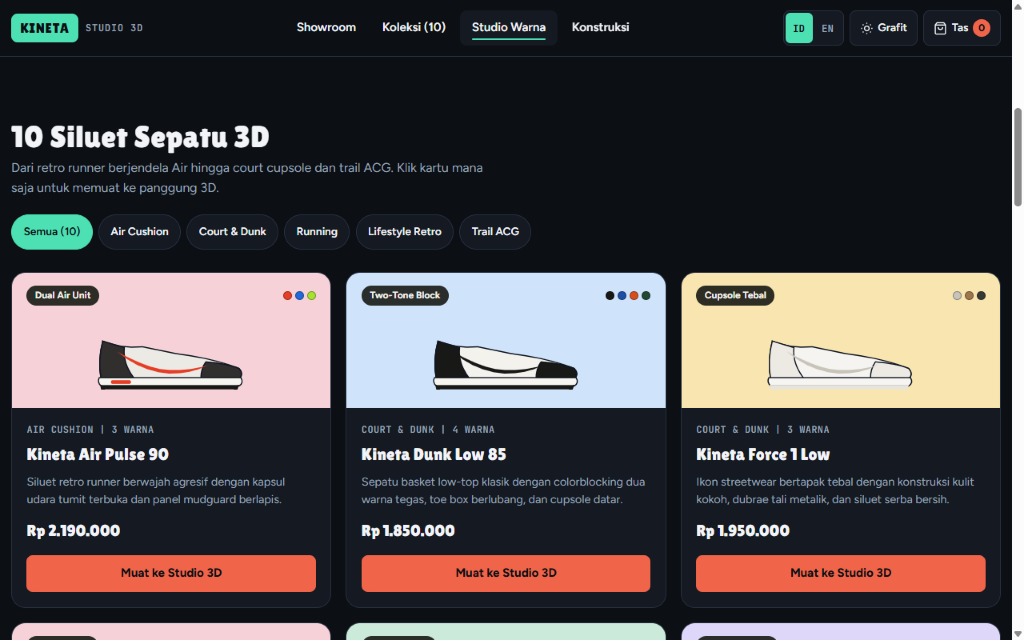 KINETA STUDIO 3D Showroom Koleksi (10) Studio Warna Konstruksi ID EN Grafit Tas 0
10 Siluet Sepatu 3D
Dari retro runner berjendela Air hingga court cupsole dan trail ACG. Klik kartu mana
saja untuk memuat ke panggung 3D.
Semua (10) Air Cushion Court & Dunk Running Lifestyle Retro Trail ACG
Dual Air Unit
AIR CUSHION | 3 WARNA
Kineta Air Pulse 90
Siluet retro runner berwajah agresif dengan kapsul
udara tumit terbuka dan panel mudguard berlapis.
Rp 2.190.000
Muat ke Studio 3D
Two-Tone Block
COURT & DUNK | 4 WARNA
Kineta Dunk Low 85
Sepatu basket low-top klasik dengan colorblocking dua
warna tegas, toe box berlubang, dan cupsole datar.
Rp 1.850.000
Muat ke Studio 3D
Cupsole Tebal
COURT & DUNK | 3 WARNA
Kineta Force 1 Low
Ikon streetwear bertapak tebal dengan konstruksi kulit
kokoh, dubrae tali metalik, dan siluet serba bersih.
Rp 1.950.000
Muat ke Studio 3D